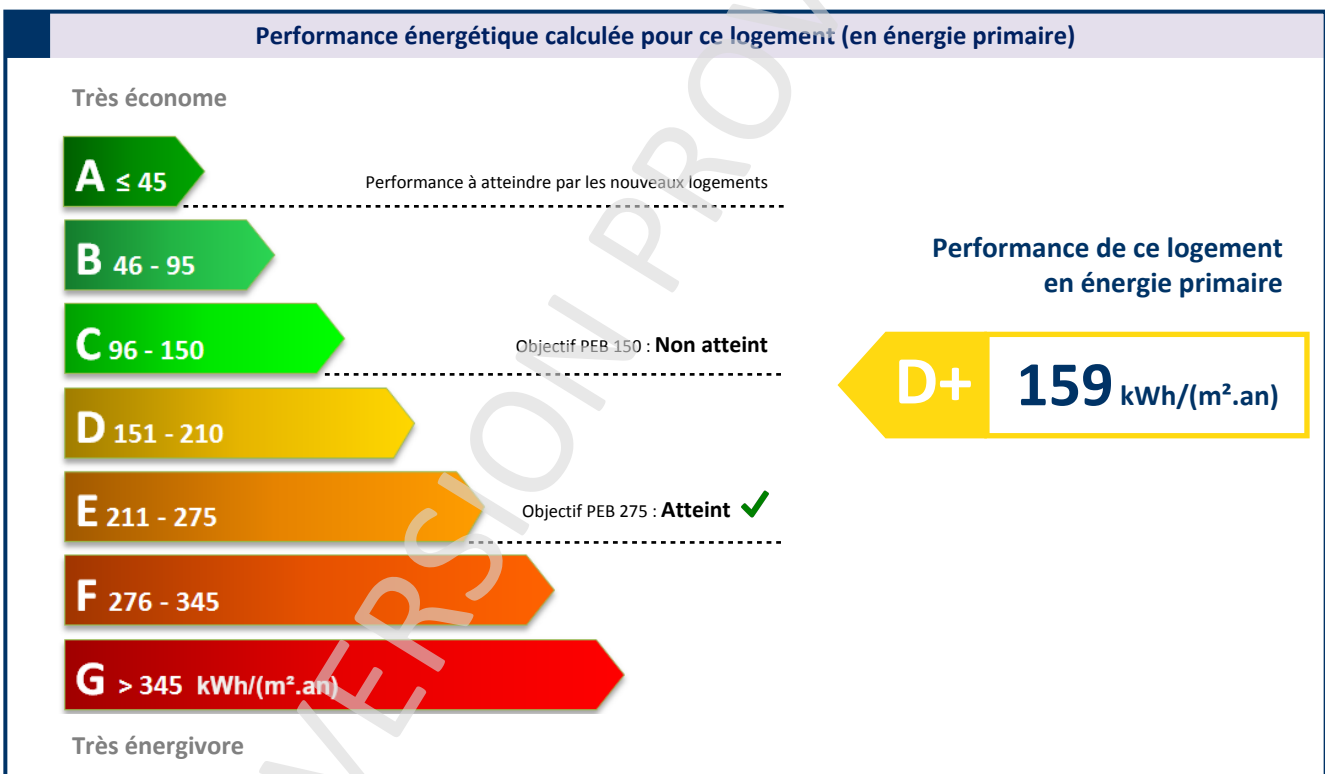 Performance énergétique calculée pour ce logement (en énergie primaire)
Très économe
A ≤ 45
Performance à atteindre par les nouveaux logements
B 46 - 95
Performance de ce logement
en énergie primaire
C 96 - 150
Objectif PEB 150 : Non atteint
D+ 159 kWh/(m².an)
D 151 - 210
E 211 - 275
Objectif PEB 275 : Atteint ✓
F 276 - 345
G > 345 kWh/(m².an)
Très énergivore
VERSION PROV